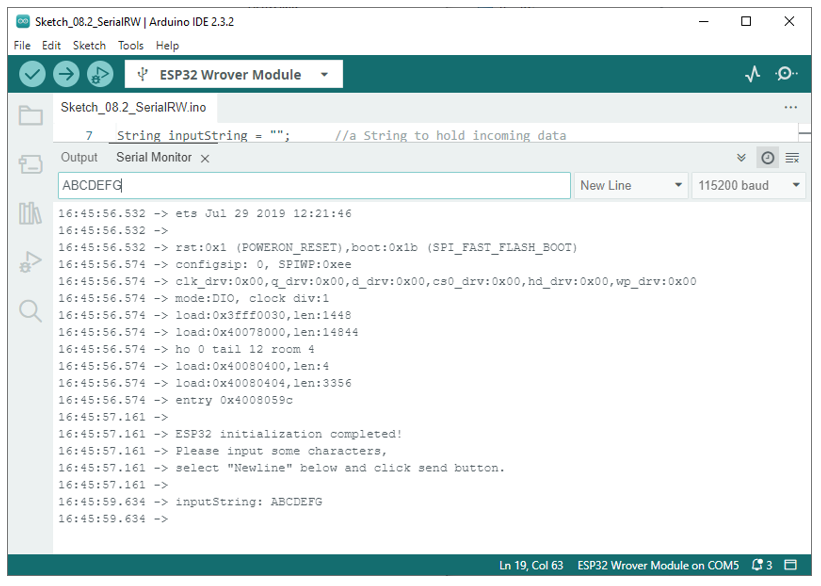 Sketch_08.2_SerialRW | Arduino IDE 2.3.2
File Edit Sketch Tools Help
ESP32 Wrover Module
Sketch_08.2_SerialRW.ino
7 String inputString = ""; //a String to hold incoming data
Output Serial Monitor
ABCDEFG New Line 115200 baud
16:45:56.532 -> ets Jul 29 2019 12:21:46
16:45:56.532 ->
16:45:56.532 -> rst:0x1 (POWERON_RESET),boot:0x1b (SPI_FAST_FLASH_BOOT)
16:45:56.574 -> configsip: 0, SPIWP:0xee
16:45:56.574 -> clk_drv:0x00,q_drv:0x00,d_drv:0x00,cs0_drv:0x00,hd_drv:0x00,wp_drv:0x00
16:45:56.574 -> mode:DIO, clock div:1
16:45:56.574 -> load:0x3fff0030,len:1448
16:45:56.574 -> load:0x40078000,len:14844
16:45:56.574 -> ho 0 tail 12 room 4
16:45:56.574 -> load:0x40080400,len:4
16:45:56.574 -> load:0x40080404,len:3356
16:45:56.574 -> entry 0x4008059c
16:45:57.161 ->
16:45:57.161 -> ESP32 initialization completed!
16:45:57.161 -> Please input some characters,
16:45:57.161 -> select "Newline" below and click send button.
16:45:57.161 ->
16:45:59.634 -> inputString: ABCDEFG
16:45:59.634 ->
Ln 19, Col 63 ESP32 Wrover Module on COM5 3